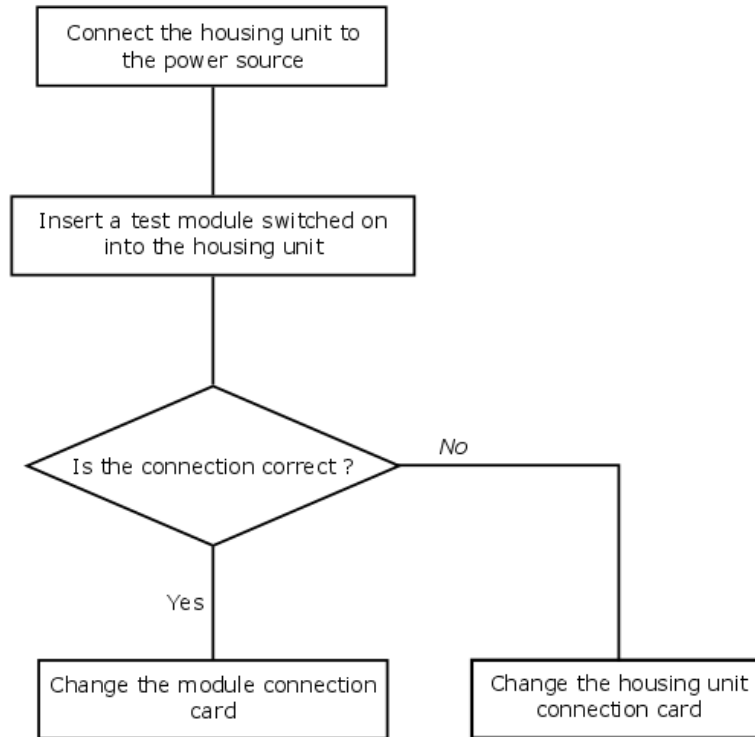 Connect the housing unit to
the power source
Insert a test module switched on
into the housing unit
Is the connection correct ?
No
Yes
Change the module connection
card
Change the housing unit
connection card